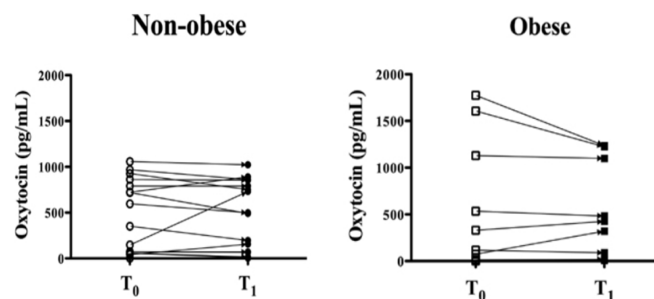 Non-obese
Oxytocin (pg/mL)
2000
1500
1000
500
0
T0
T1
Obese
Oxytocin (pg/mL)
2000
1500
1000
500
0
T0
T1